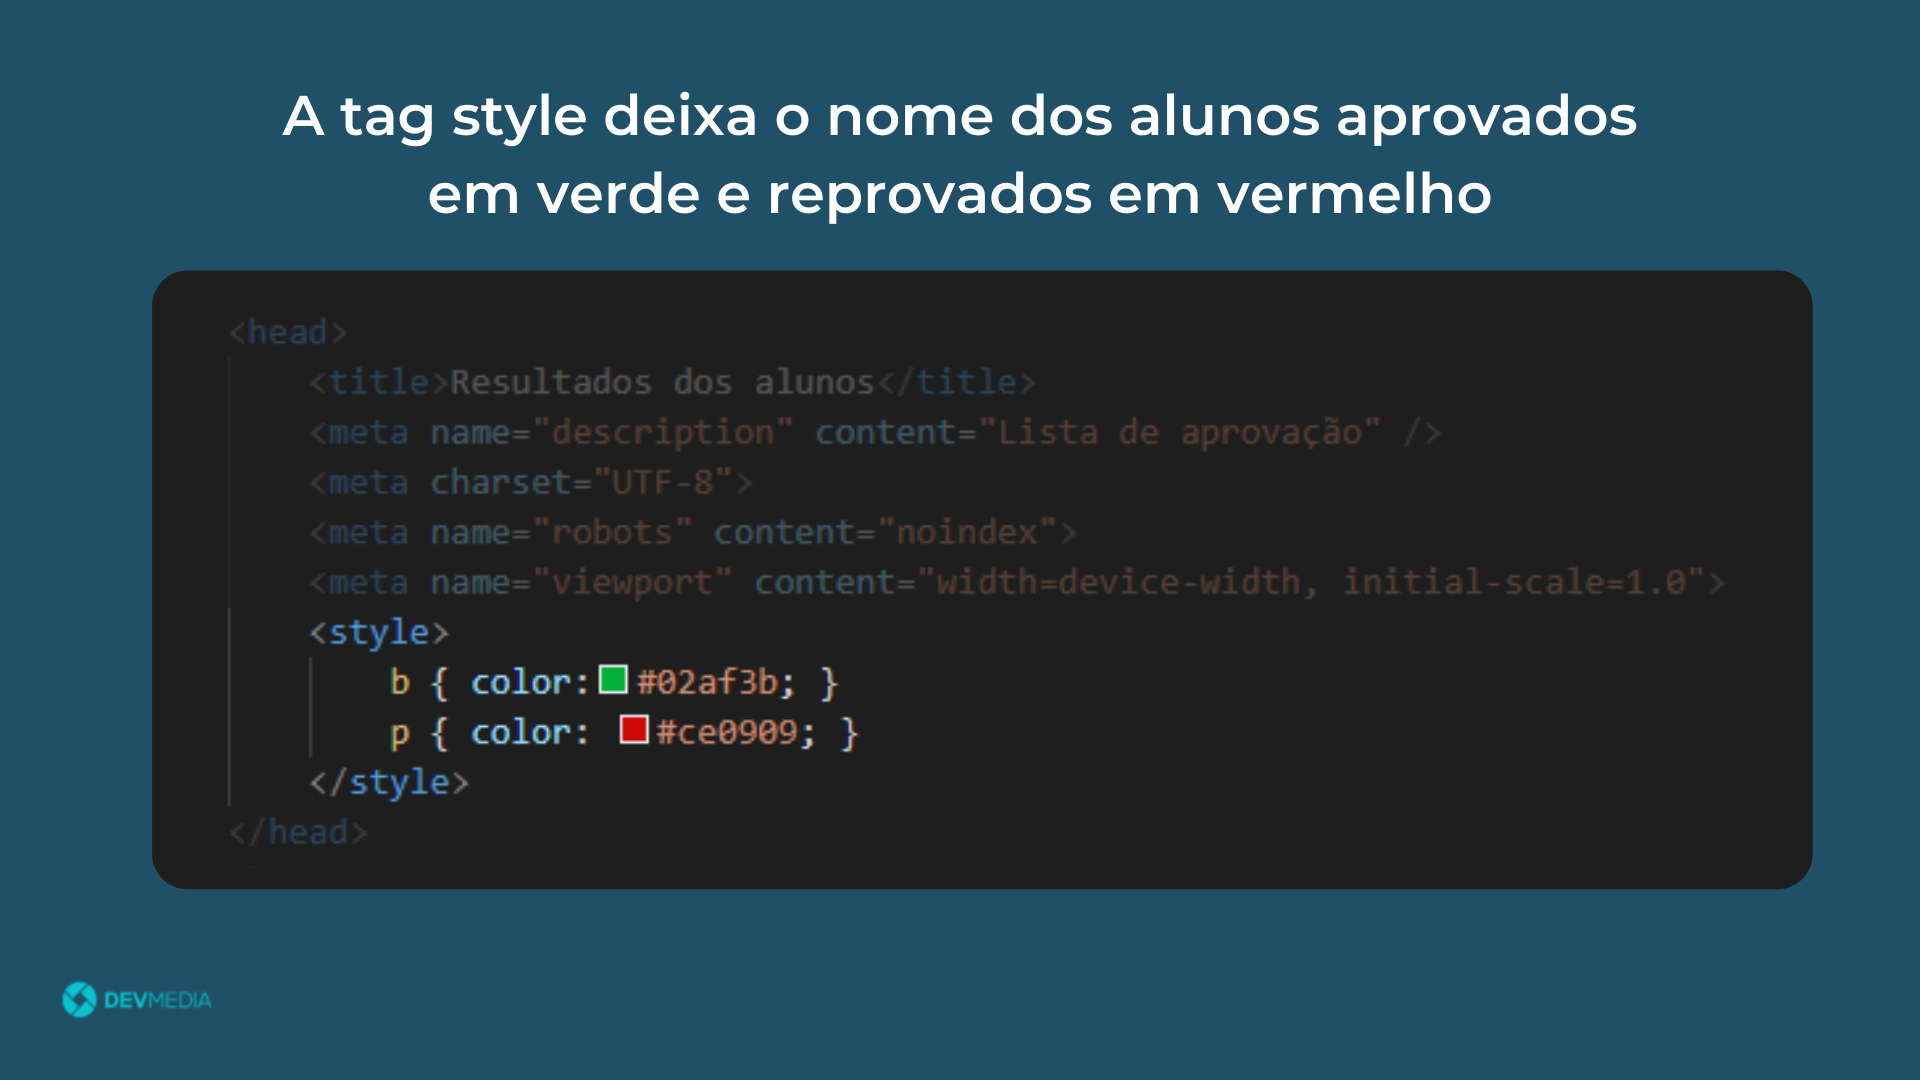 A tag style deixa o nome dos alunos aprovados
em verde e reprovados em vermelho
<head>
<title>Resultados dos alunos</title>
<meta name="description" content="Lista de aprovação" />
<meta charset="UTF-8">
<meta name="robots" content="noindex">
<meta name="viewport" content="width=device-width, initial-scale=1.0">
<style>
b { color: #02af3b; }
p { color: #ce0909; }
</style>
</head>
DEVMEDIA